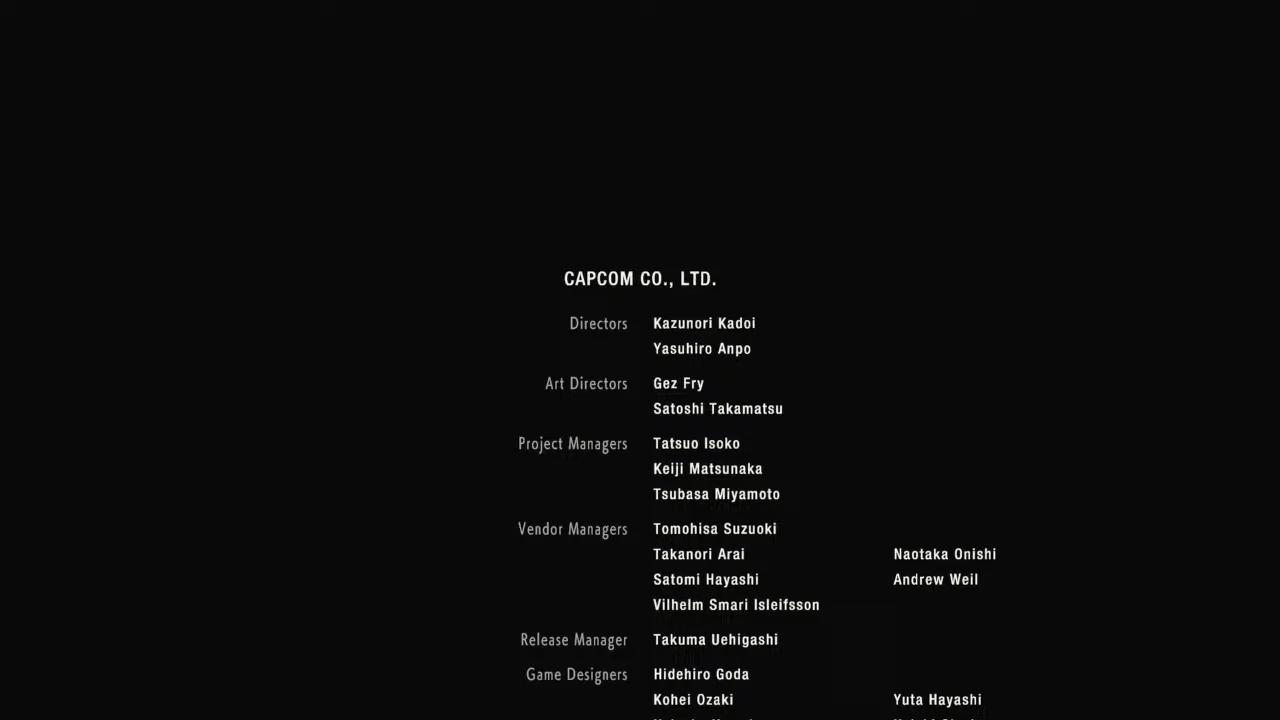 CAPCOM CO., LTD.
Directors Kazunori Kadoi
Yasuhiro Anpo
Art Directors Gez Fry
Satoshi Takamatsu
Project Managers Tatsuo Isoko
Keiji Matsunaka
Tsubasa Miyamoto
Vendor Managers Tomohisa Suzuoki
Takanori Arai Naotaka Onishi
Satomi Hayashi Andrew Weil
Vilhelm Smari Isleifsson
Release Manager Takuma Uehigashi
Game Designers Hidehiro Goda
Kohei Ozaki Yuta Hayashi